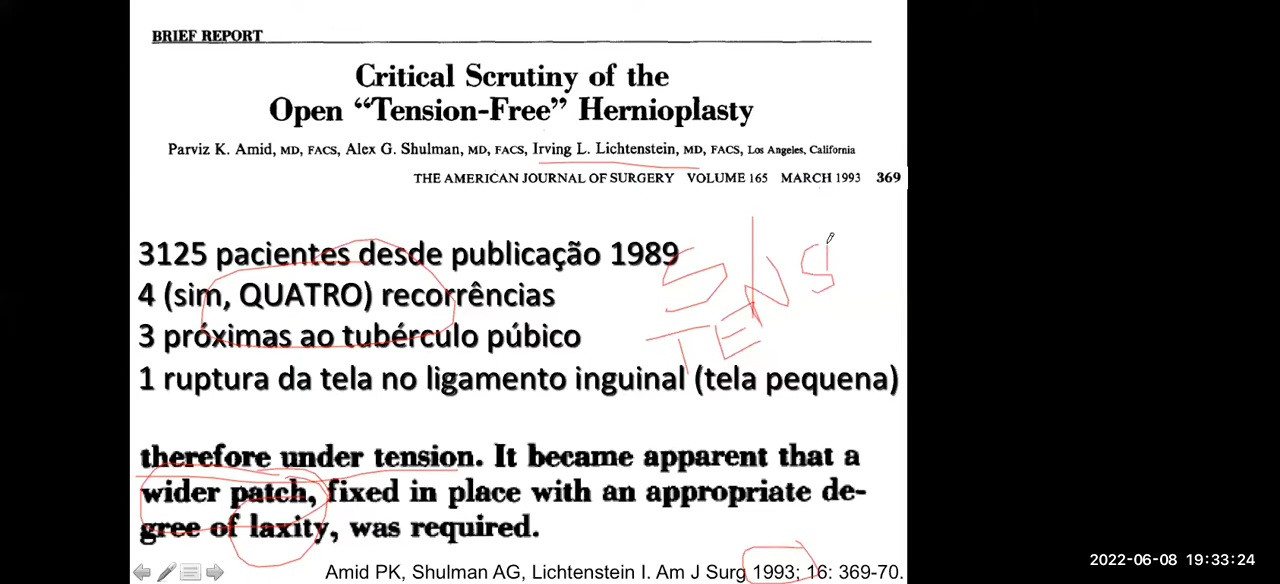 BRIEF REPORT
Critical Scrutiny of the
Open “Tension-Free” Hernioplasty
Parviz K. Amid, MD, FACS, Alex G. Shulman, MD, FACS, Irving L. Lichtenstein, MD, FACS, Los Angeles, California
THE AMERICAN JOURNAL OF SURGERY VOLUME 165 MARCH 1993 369
3125 pacientes desde publicação 1989
4 (sim, QUATRO) recorrências
3 próximas ao tubérculo púbico
1 ruptura da tela no ligamento inguinal (tela pequena)
S/
TENS
therefore under tension. It became apparent that a
wider patch, fixed in place with an appropriate de-
gree of laxity, was required.
Amid PK, Shulman AG, Lichtenstein I. Am J Surg 1993; 16: 369-70.
2022-06-08 19:33:24